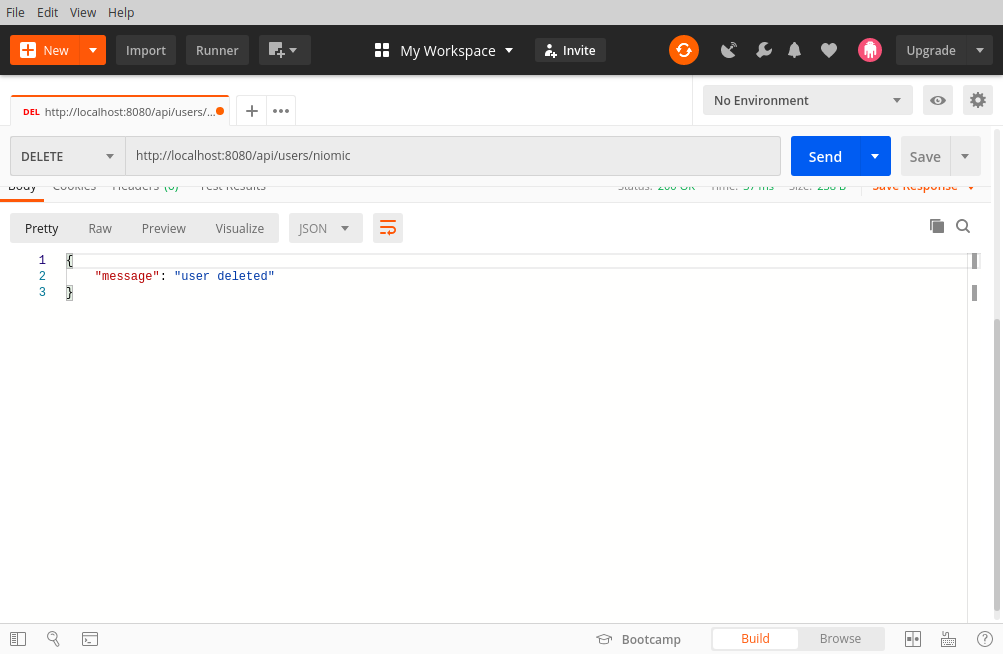 File Edit View Help
New Import Runner My Workspace Invite Upgrade
DEL http://localhost:8080/api/users/... No Environment
DELETE http://localhost:8080/api/users/niomic Send Save
Body Cookies Headers (6) Test Results Status: 200 OK Time: 57 ms Size: 238 B Save Response
Pretty Raw Preview Visualize JSON
1 {
2 "message": "user deleted"
3 }
Bootcamp Build Browse